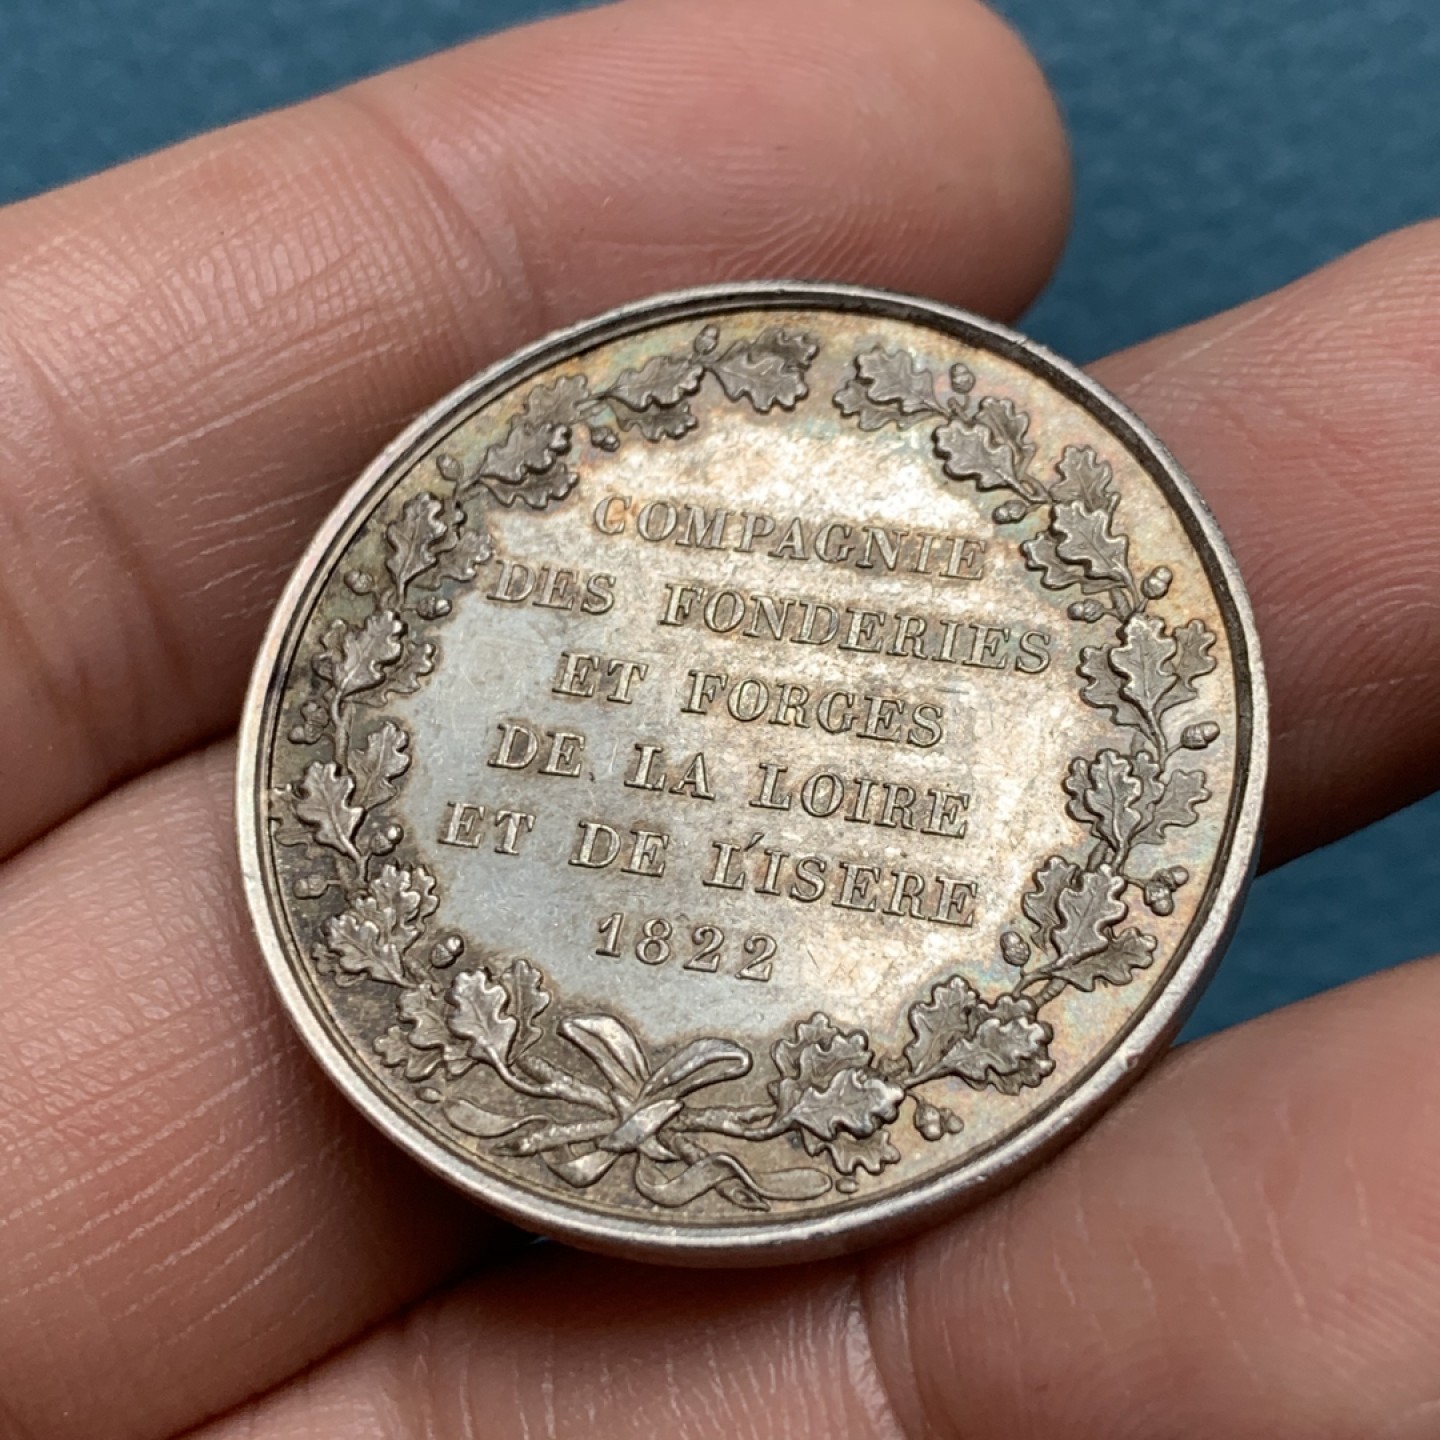 COMPAGNIE
DES FONDERIES
ET FORGES
DE LA LOIRE
ET DE L'ISERE
1822